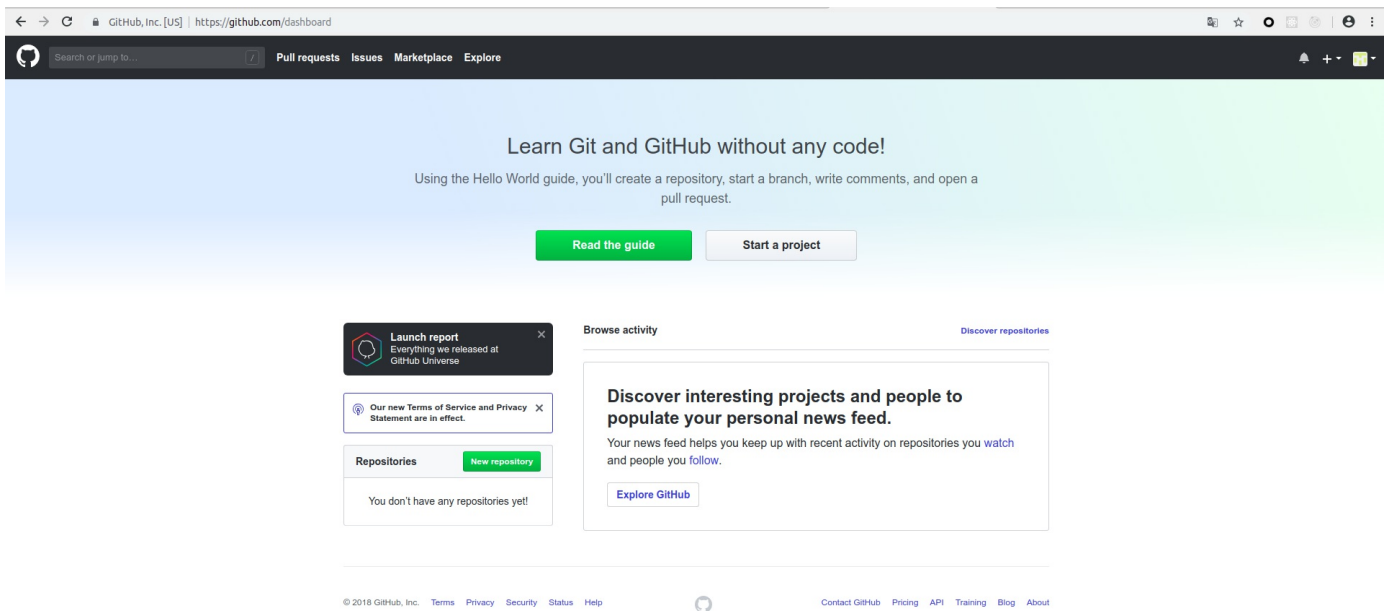 GitHub, Inc. [US] | https://github.com/dashboard
Search or jump to... /
Pull requests Issues Marketplace Explore
Learn Git and GitHub without any code!
Using the Hello World guide, you'll create a repository, start a branch, write comments, and open a
pull request.
Read the guide
Start a project
Launch report
Everything we released at
GitHub Universe
Our new Terms of Service and Privacy
Statement are in effect.
Repositories
New repository
You don't have any repositories yet!
Browse activity
Discover repositories
Discover interesting projects and people to
populate your personal news feed.
Your news feed helps you keep up with recent activity on repositories you watch
and people you follow.
Explore GitHub
© 2018 GitHub, Inc. Terms Privacy Security Status Help
Contact GitHub Pricing API Training Blog About